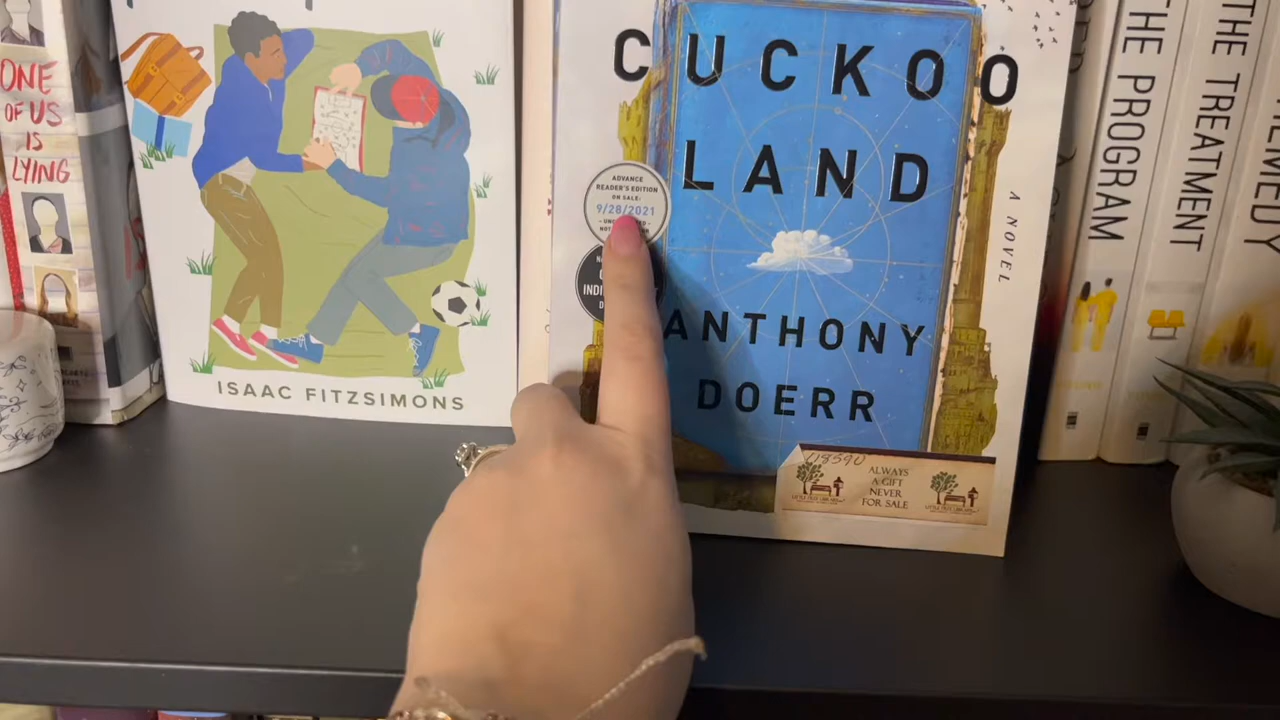 ONE
OF US
IS
LYING
ISAAC FITZSIMONS
CUCKOO
LAND
ADVANCE
READER'S EDITION
ON SALE:
9/28/2021
A NOVEL
ANTHONY
DOERR
ALWAYS
A GIFT
NEVER
FOR SALE
THE PROGRAM
THE TREATMENT